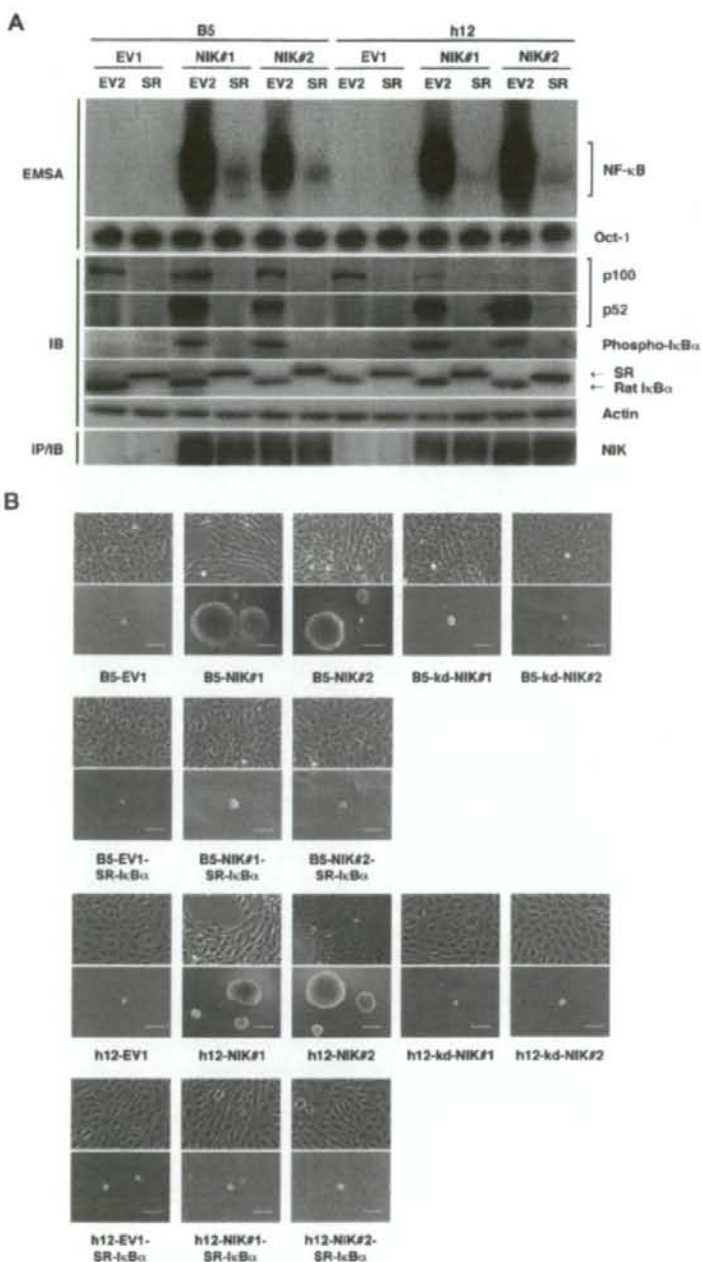 A
B5 h12
EV1 NIK#1 NIK#2 EV1 NIK#1 NIK#2
EV2 SR EV2 SR EV2 SR EV2 SR EV2 SR EV2 SR
EMSA
NF-κB
Oct-1
IB
p100
p52
Phospho-IκBα
← SR
← Rat IκBα
Actin
IP/IB
NIK
B
B5-EV1 B5-NIK#1 B5-NIK#2 B5-kd-NIK#1 B5-kd-NIK#2
B5-EV1- B5-NIK#1- B5-NIK#2-
SR-IκBα SR-IκBα SR-IκBα
h12-EV1 h12-NIK#1 h12-NIK#2 h12-kd-NIK#1 h12-kd-NIK#2
h12-EV1- h12-NIK#1- h12-NIK#2-
SR-IκBα SR-IκBα SR-IκBα